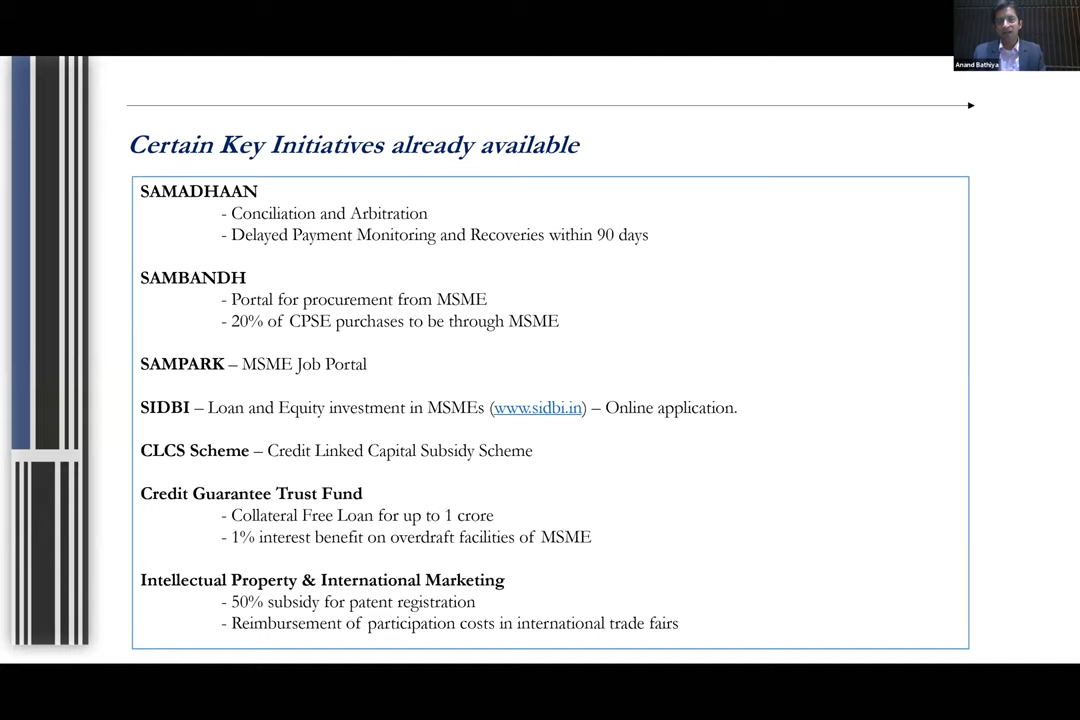 Anand Bathiya
Certain Key Initiatives already available
SAMADHAAN
- Conciliation and Arbitration
- Delayed Payment Monitoring and Recoveries within 90 days
SAMBANDH
- Portal for procurement from MSME
- 20% of CPSE purchases to be through MSME
SAMPARK – MSME Job Portal
SIDBI – Loan and Equity investment in MSMEs (www.sidbi.in) – Online application.
CLCS Scheme – Credit Linked Capital Subsidy Scheme
Credit Guarantee Trust Fund
- Collateral Free Loan for up to 1 crore
- 1% interest benefit on overdraft facilities of MSME
Intellectual Property & International Marketing
- 50% subsidy for patent registration
- Reimbursement of participation costs in international trade fairs